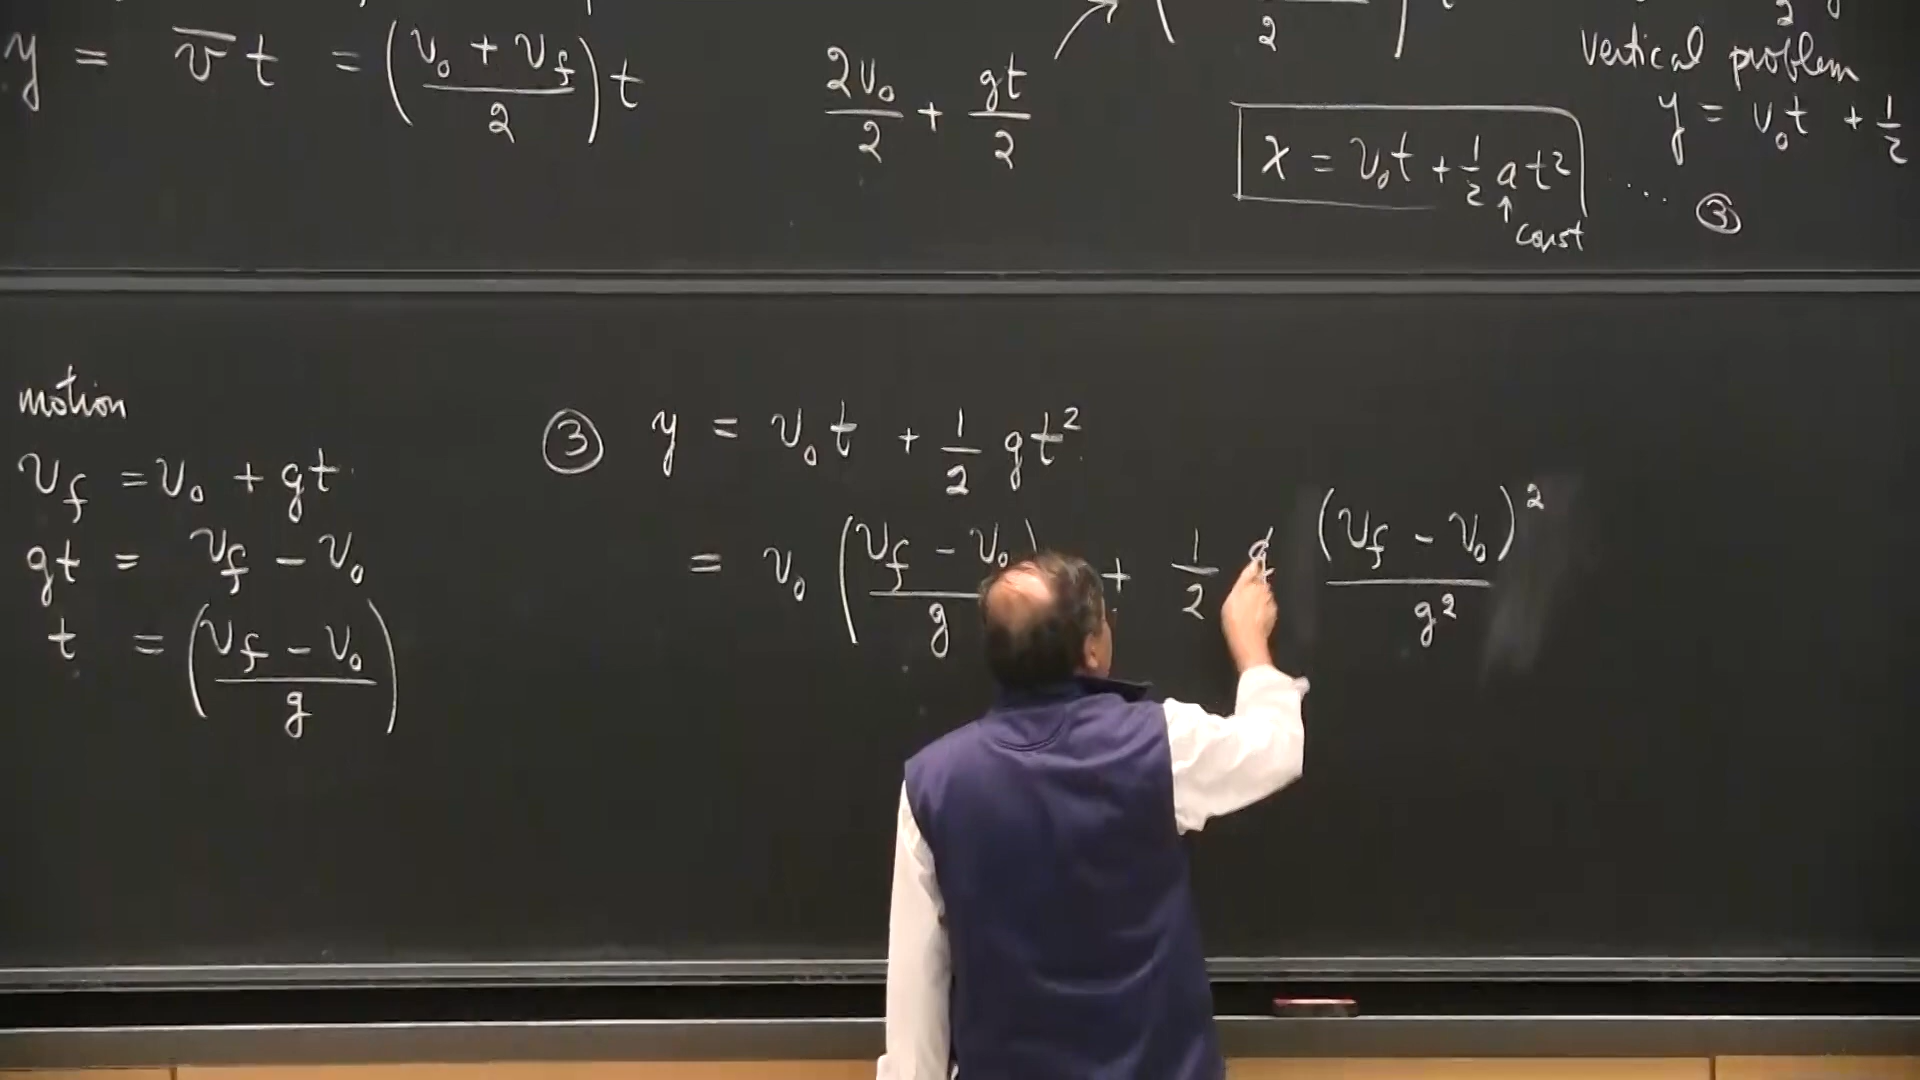 y = v̄ t = ((v₀ + v_f)/2) t
2v₀/2 + gt/2
2
vertical problem
y = v₀t + 1/2
x = v₀t + 1/2 a t²
↑
const
... ③
motion
v_f = v₀ + gt
gt = v_f - v₀
t = ((v_f - v₀)/g)
③ y = v₀t + 1/2 gt²
= v₀ ((v_f - v₀)/g + 1/2 g (v_f - v₀)²/g²